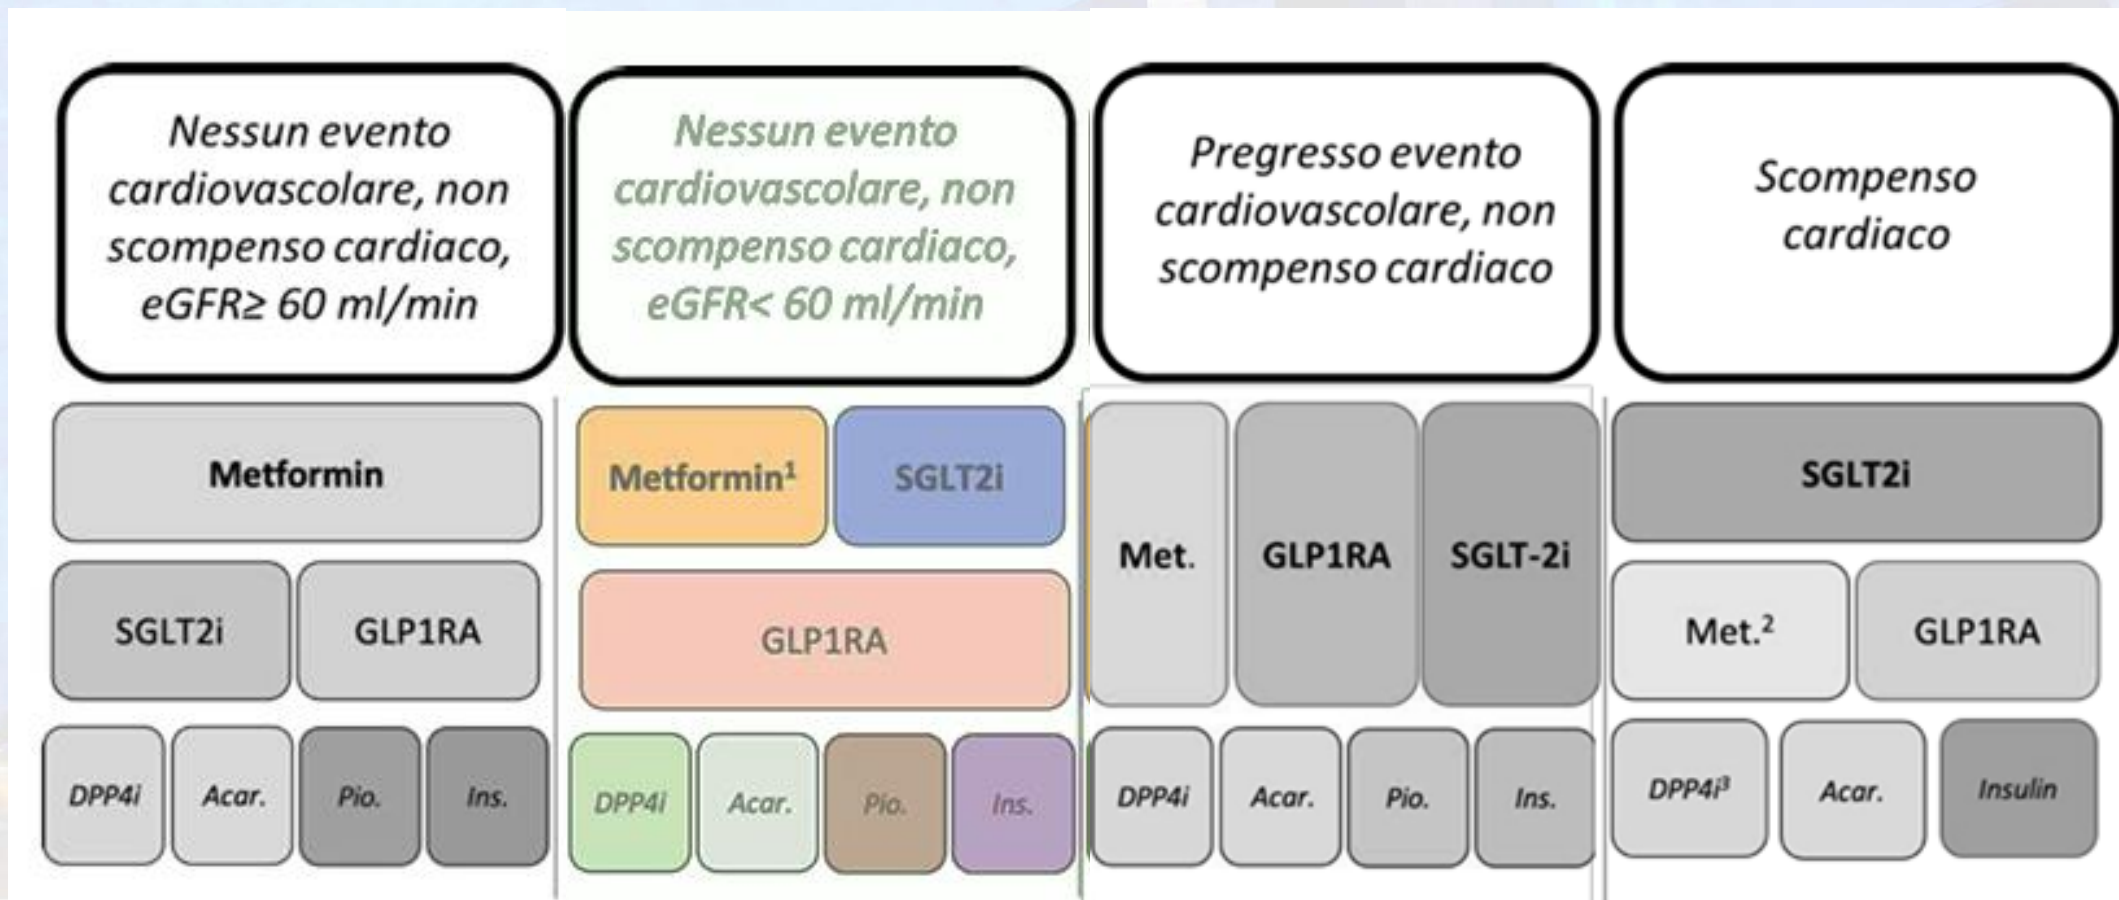 Nessun evento
cardiovascolare, non
scompenso cardiaco,
eGFR≥ 60 ml/min
Nessun evento
cardiovascolare, non
scompenso cardiaco,
eGFR< 60 ml/min
Pregresso evento
cardiovascolare, non
scompenso cardiaco
Scompenso
cardiaco
Metformin
SGLT2i
GLP1RA
DPP4i
Acar.
Pio.
Ins.
Metformin¹
SGLT2i
GLP1RA
DPP4i
Acar.
Pio.
Ins.
Met.
GLP1RA
SGLT-2i
DPP4i
Acar.
Pio.
Ins.
SGLT2i
Met.²
GLP1RA
DPP4i³
Acar.
Insulin